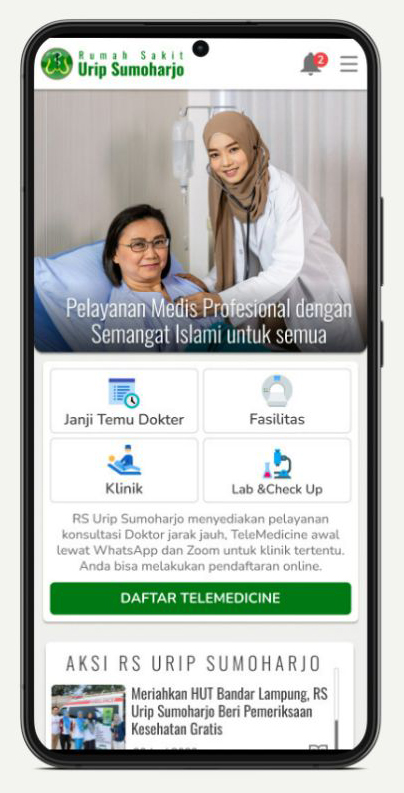 Rumah Sakit
Urip Sumoharjo
2
Pelayanan Medis Profesional dengan
Semangat Islami untuk semua
Janji Temu Dokter
Fasilitas
Klinik
Lab &Check Up
RS Urip Sumoharjo menyediakan pelayanan
konsultasi Doktor jarak jauh, TeleMedicine awal
lewat WhatsApp dan Zoom untuk klinik tertentu.
Anda bisa melakukan pendaftaran online.
DAFTAR TELEMEDICINE
AKSI RS URIP SUMOHARJO
Meriahkan HUT Bandar Lampung, RS
Urip Sumoharjo Beri Pemeriksaan
Kesehatan Gratis